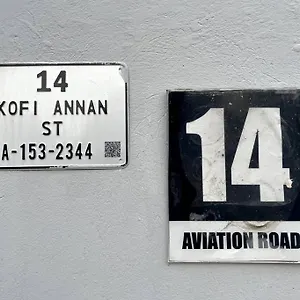 14
KOFI ANNAN
ST
A-153-2344
14
AVIATION ROAD